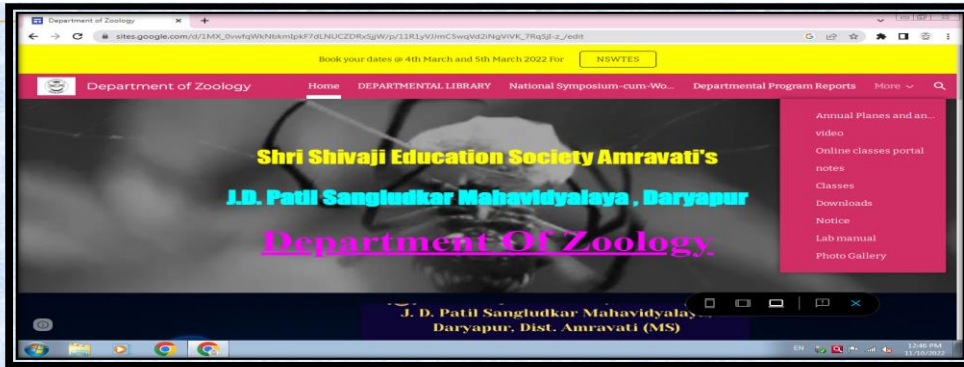 Department of Zoology
sites.google.com/d/1MX_0vwfqWkNbkmIpkF7dLNUCZDRxSjJW/p/11R1yVJJmC5wqVd2iNgViVK_7RqSjI-z_/edit
Book your dates @ 4th March and 5th March 2022 For NSWTES
Department of Zoology Home DEPARTMENTAL LIBRARY National Symposium-cum-Wo... Departmental Program Reports More
Annual Planes and an...
video
Online classes portal
notes
Classes
Downloads
Notice
Lab manual
Photo Gallery
Shri Shivaji Education Society Amravati's
J.D. Patil Sangludkar Mahavidyalaya , Daryapur
Department Of Zoology
J. D. Patil Sangludkar Mahavidyalaya,
Daryapur, Dist. Amravati (MS)
EN 12:46 PM
11/10/2022